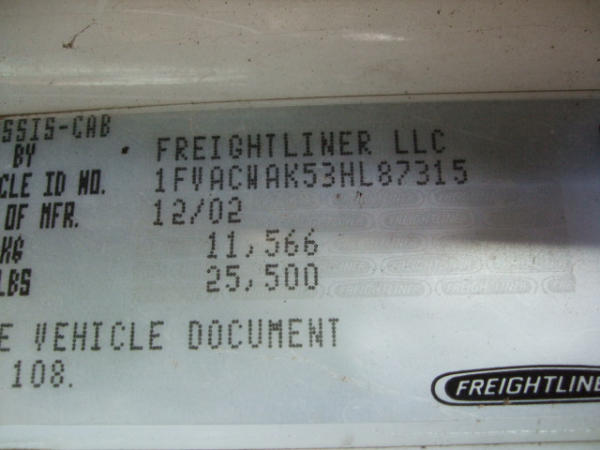 SSIS-CAB
BY • FREIGHTLINER LLC
CLE ID NO. 1FVACWAK53HL87315
OF MFR. 12/02
KG 11,566
LBS 25,500
E VEHICLE DOCUMENT
108.
FREIGHTLINE